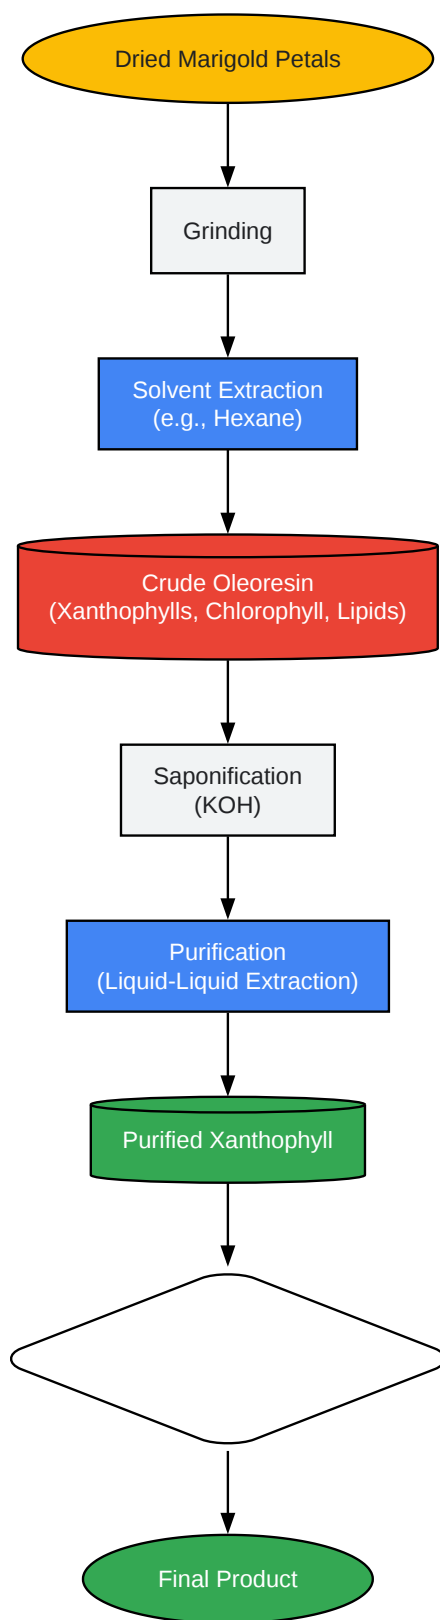 Dried Marigold Petals
Grinding
Solvent Extraction
(e.g., Hexane)
Crude Oleoresin
(Xanthophylls, Chlorophyll, Lipids)
Saponification
(KOH)
Purification
(Liquid-Liquid Extraction)
Purified Xanthophyll
Final Product